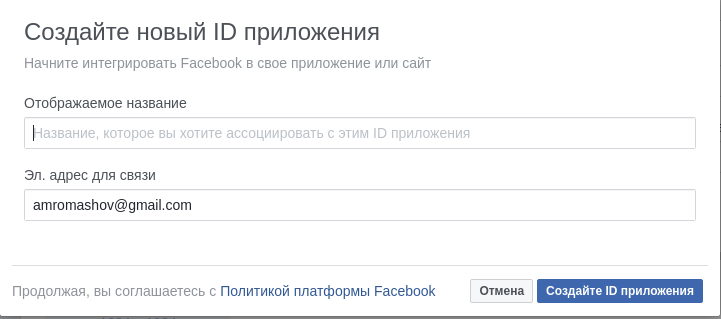 Создайте новый ID приложения
Начните интегрировать Facebook в свое приложение или сайт
Отображаемое название
Название, которое вы хотите ассоциировать с этим ID приложения
Эл. адрес для связи
amromashov@gmail.com
Продолжая, вы соглашаетесь с Политикой платформы Facebook Отмена Создайте ID приложения